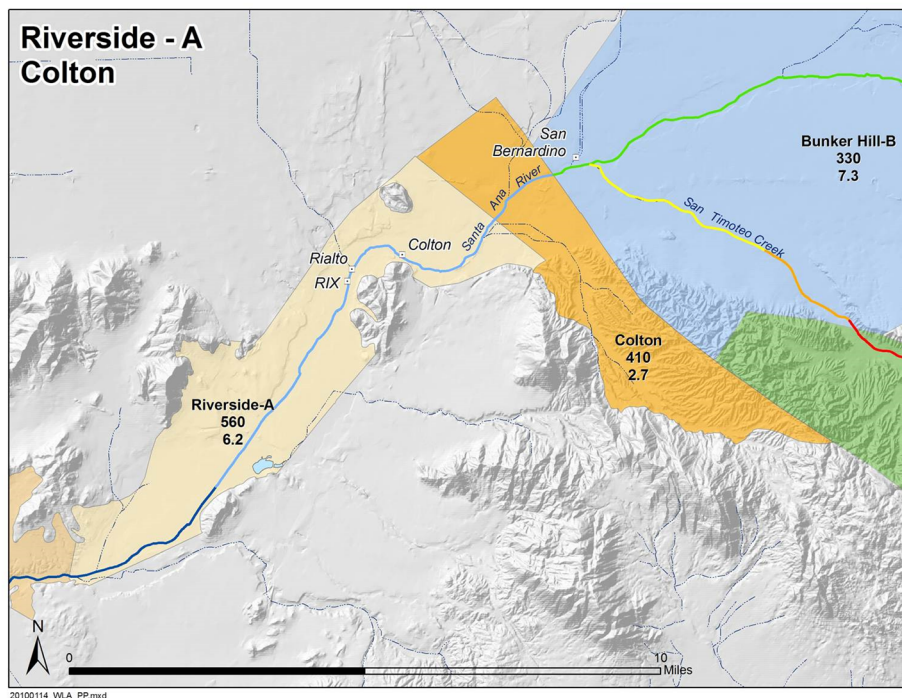 Riverside - A
Colton
San
Bernardino
Bunker Hill-B
330
7.3
Santa Ana River
San Timoteo Creek
Colton
Rialto
RIX
Colton
410
2.7
Riverside-A
560
6.2
N
0
10
Miles
20100114_WLA_PP.mxd